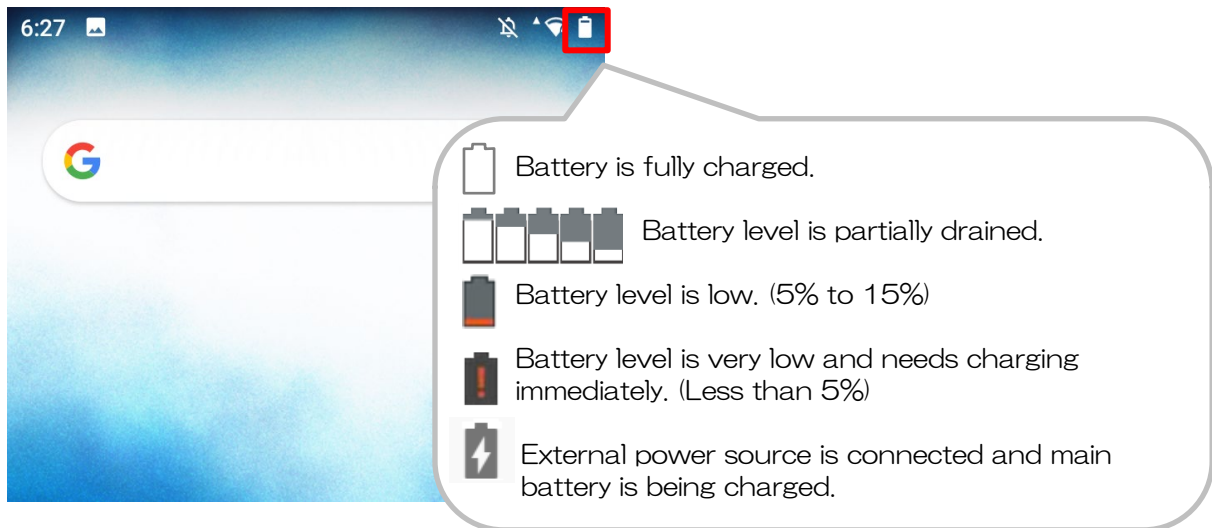 6:27
G
Battery is fully charged.
Battery level is partially drained.
Battery level is low. (5% to 15%)
Battery level is very low and needs charging
immediately. (Less than 5%)
External power source is connected and main
battery is being charged.